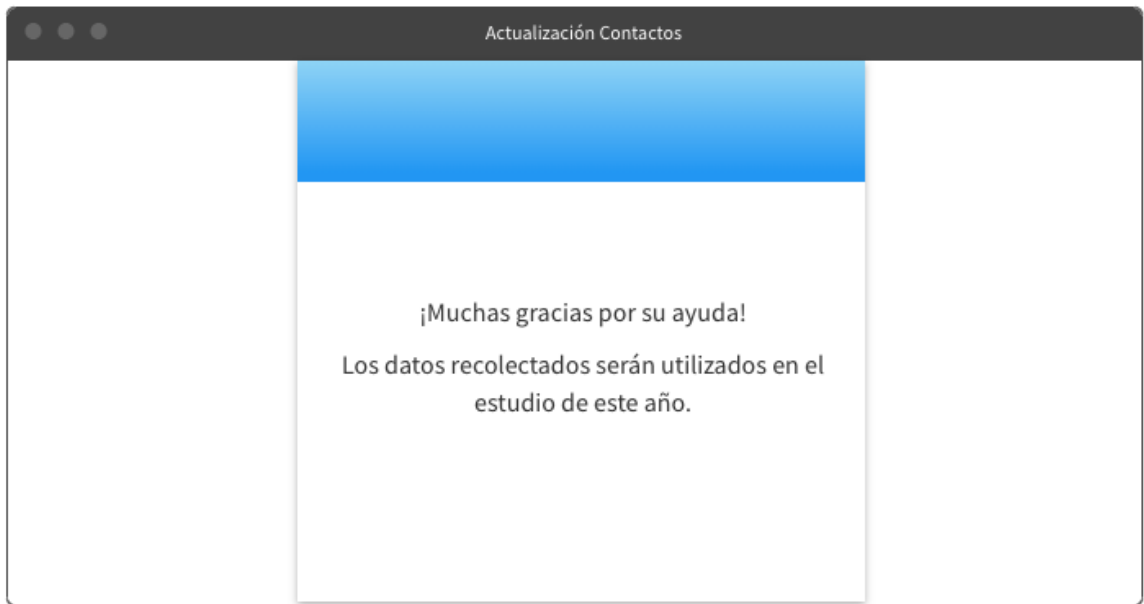 Actualización Contactos
¡Muchas gracias por su ayuda!
Los datos recolectados serán utilizados en el
estudio de este año.